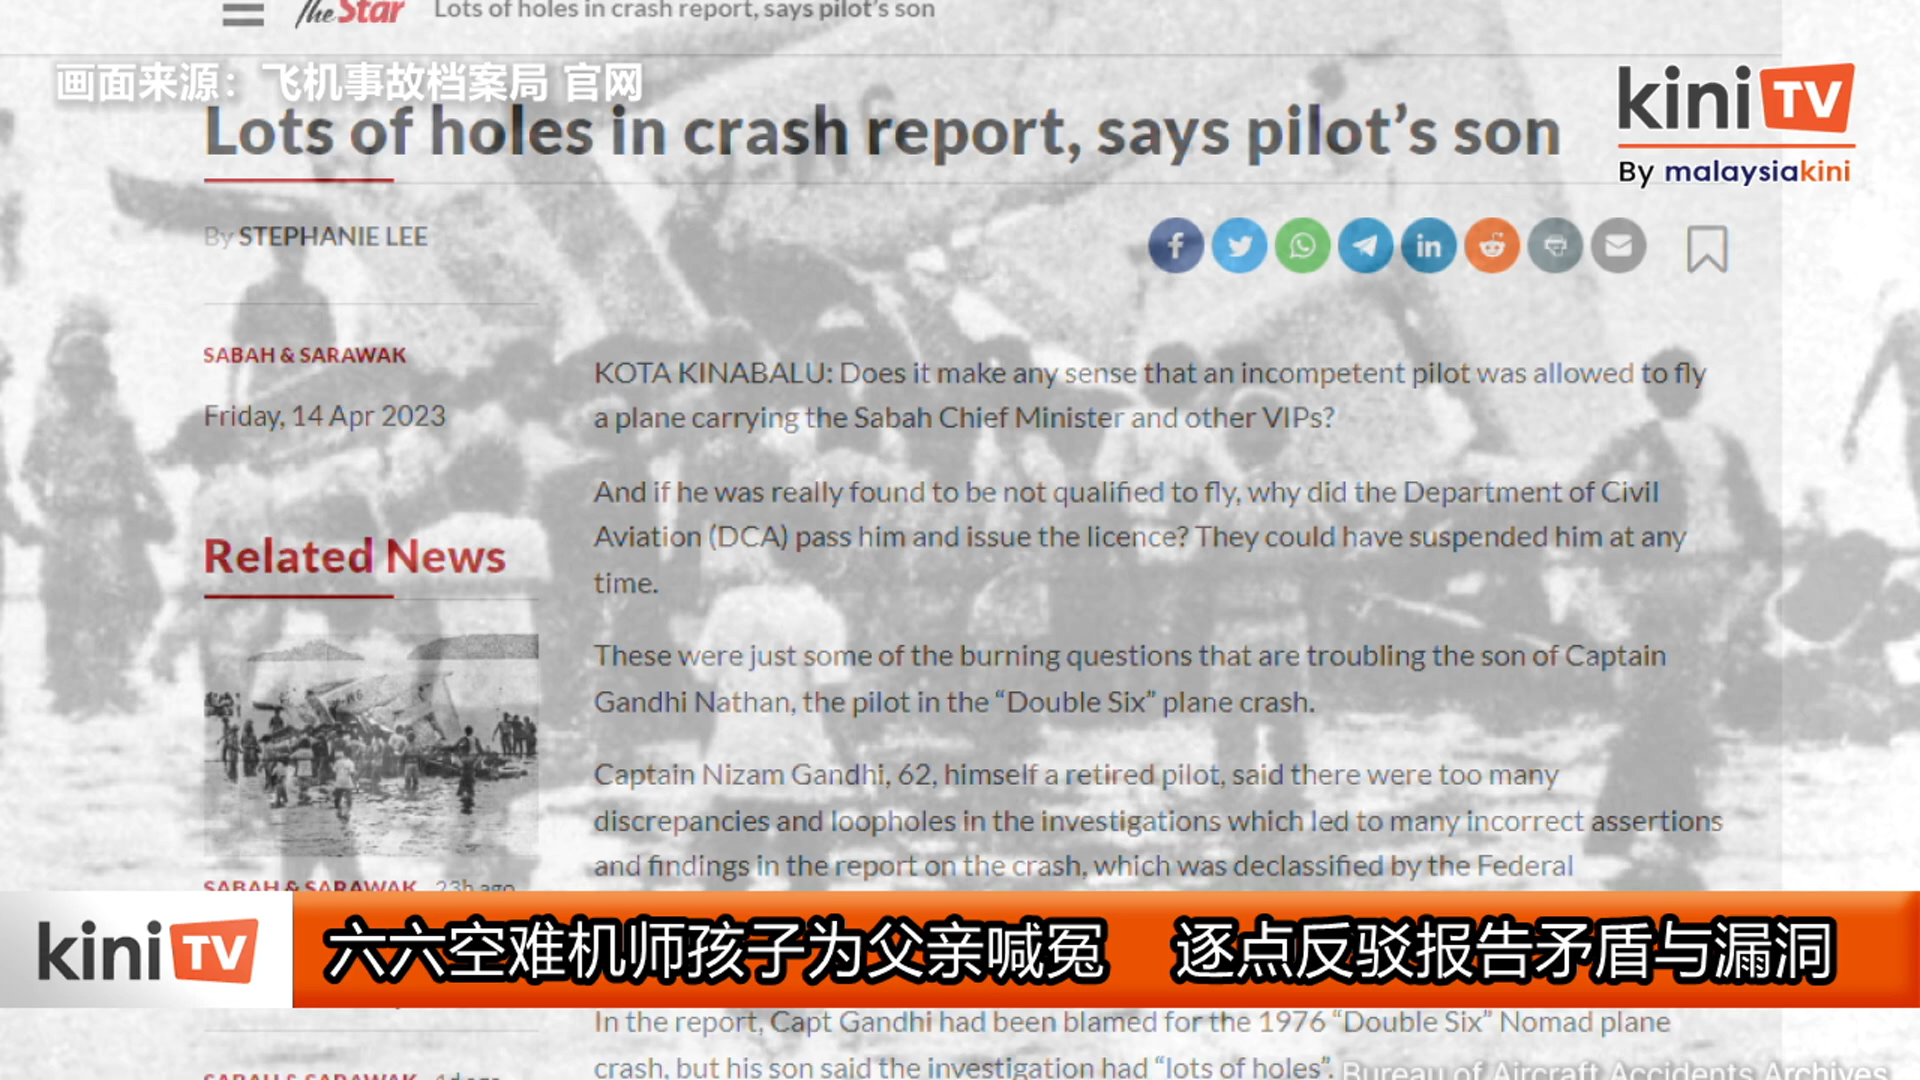 The Star
Lots of holes in crash report, says pilot's son
画面来源：飞机事故档案局 官网
kini TV
By malaysiakini
Lots of holes in crash report, says pilot's son
By STEPHANIE LEE
SABAH & SARAWAK
Friday, 14 Apr 2023
KOTA KINABALU: Does it make any sense that an incompetent pilot was allowed to fly
a plane carrying the Sabah Chief Minister and other VIPs?
And if he was really found to be not qualified to fly, why did the Department of Civil
Aviation (DCA) pass him and issue the licence? They could have suspended him at any
time.
Related News
These were just some of the burning questions that are troubling the son of Captain
Gandhi Nathan, the pilot in the “Double Six” plane crash.
Captain Nizam Gandhi, 62, himself a retired pilot, said there were too many
discrepancies and loopholes in the investigations which led to many incorrect assertions
and findings in the report on the crash, which was declassified by the Federal
SABAH & SARAWAK 23h ago
kini TV
六六空难机师孩子为父亲喊冤 逐点反驳报告矛盾与漏洞
In the report, Capt Gandhi had been blamed for the 1976 “Double Six” Nomad plane
crash, but his son said the investigation had “lots of holes”.
Bureau of Aircraft Accidents Archives
SABAH & SARAWAK 1d ago